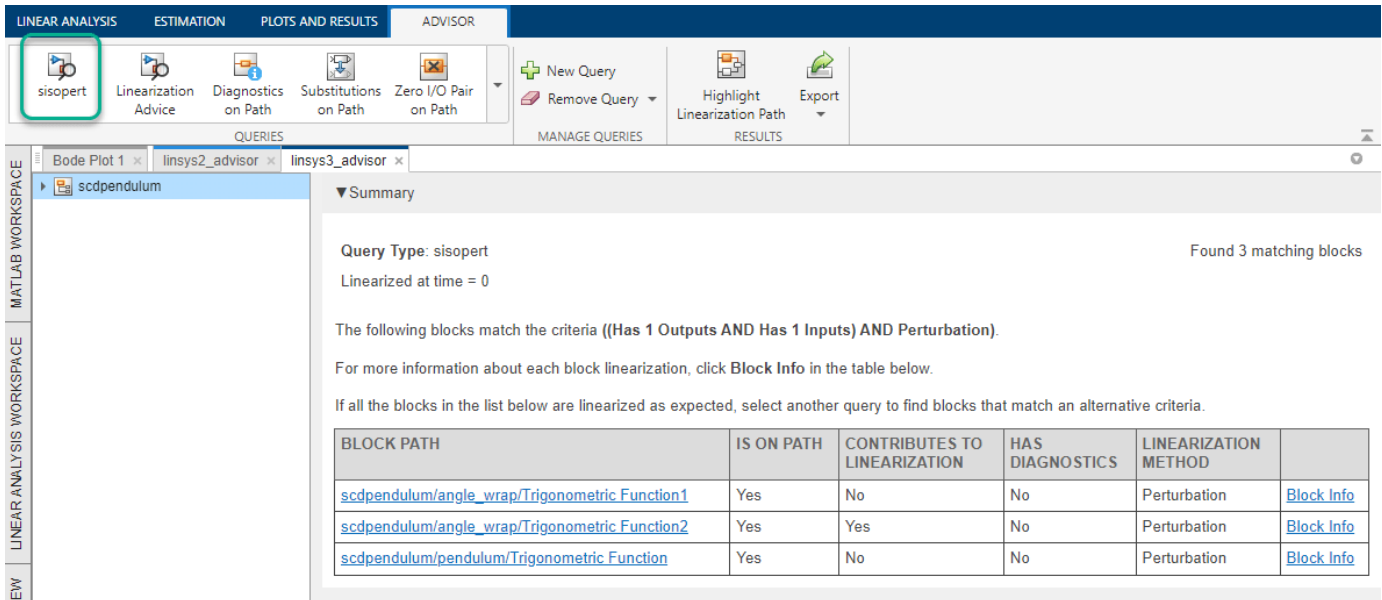 LINEAR ANALYSIS ESTIMATION PLOTS AND RESULTS ADVISOR
sisopert
Linearization
Advice
Diagnostics
on Path
Substitutions
on Path
Zero I/O Pair
on Path
QUERIES
New Query
Remove Query
MANAGE QUERIES
Highlight
Linearization Path
Export
RESULTS
MATLAB WORKSPACE
LINEAR ANALYSIS WORKSPACE
EW
Bode Plot 1 × linsys2_advisor × linsys3_advisor ×
scdpendulum
▼Summary
Query Type: sisopert Found 3 matching blocks
Linearized at time = 0
The following blocks match the criteria ((Has 1 Outputs AND Has 1 Inputs) AND Perturbation).
For more information about each block linearization, click Block Info in the table below.
If all the blocks in the list below are linearized as expected, select another query to find blocks that match an alternative criteria.
BLOCK PATH IS ON PATH CONTRIBUTES TO LINEARIZATION HAS DIAGNOSTICS LINEARIZATION METHOD
scdpendulum/angle_wrap/Trigonometric Function1 Yes No No Perturbation Block Info
scdpendulum/angle_wrap/Trigonometric Function2 Yes Yes No Perturbation Block Info
scdpendulum/pendulum/Trigonometric Function Yes No No Perturbation Block Info